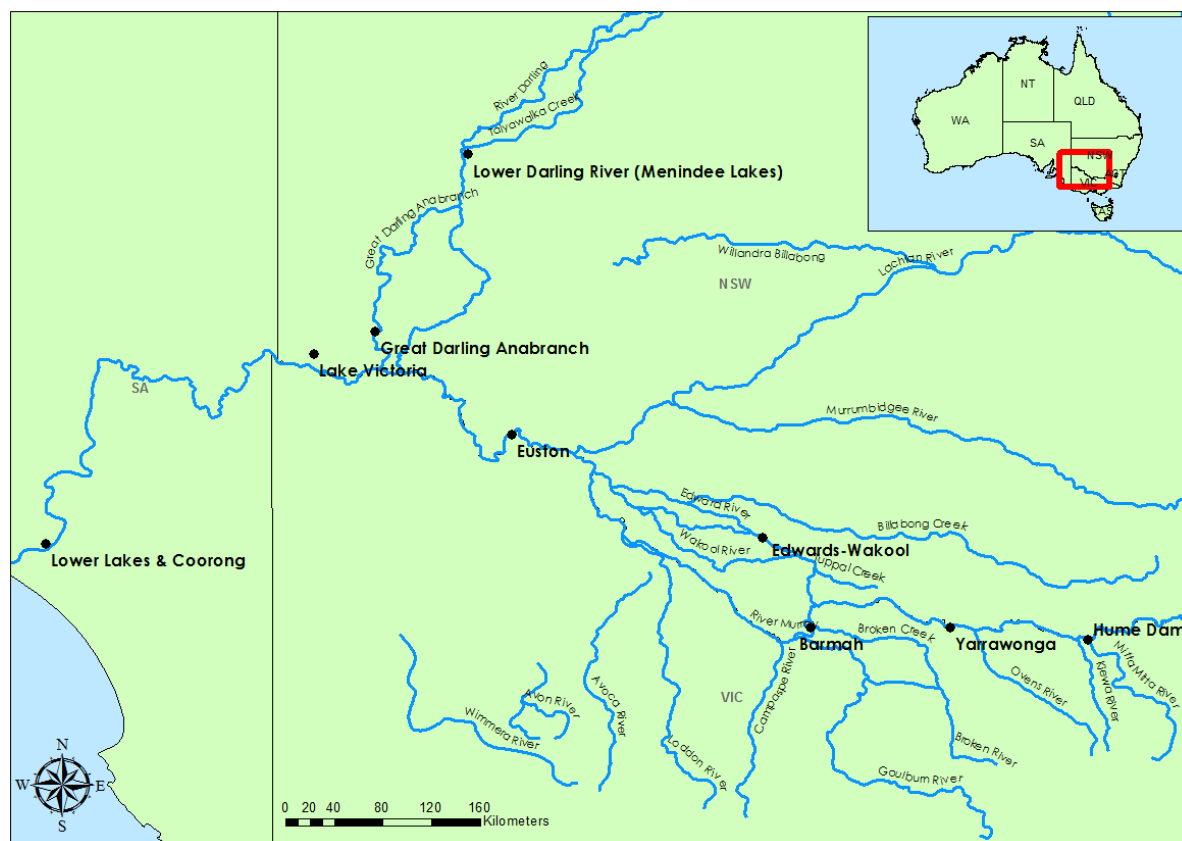 River Darling
Talyawalka Creek
Lower Darling River (Menindee Lakes)
Great Darling Anabranch
Willandra Billabong
Lachlan River
NSW
Great Darling Anabranch
Lake Victoria
SA
Murrumbidgee River
Euston
Edward River
Billabong Creek
Wakool River
Edwards-Wakool
Tuppal Creek
Lower Lakes & Coorong
River Murray
Barmah
Broken Creek
Yarrawonga
Hume Dam
Mitta Mitta River
Kiewa River
Ovens River
Campaspe River
VIC
Avoca River
Avon River
Wimmera River
Loddon River
Broken River
Goulburn River
WA
NT
QLD
SA
NSW
ACT
VIC
TAS
N
W
E
S
0 20 40 80 120 160
Kilometers